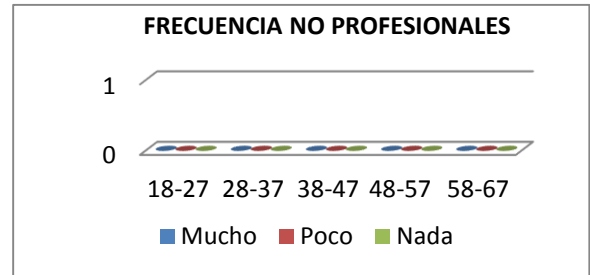 FRECUENCIA NO PROFESIONALES
1
0
18-27 28-37 38-47 48-57 58-67
Mucho Poco Nada